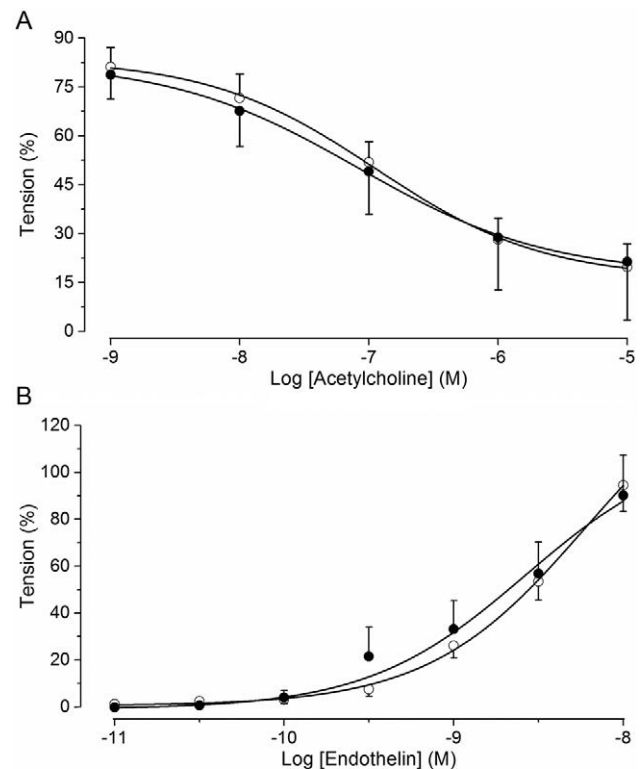 A
90
75
60
45
30
15
0
Tension (%)
-9 -8 -7 -6 -5
Log [Acetylcholine] (M)
B
120
100
80
60
40
20
0
Tension (%)
-11 -10 -9 -8
Log [Endothelin] (M)